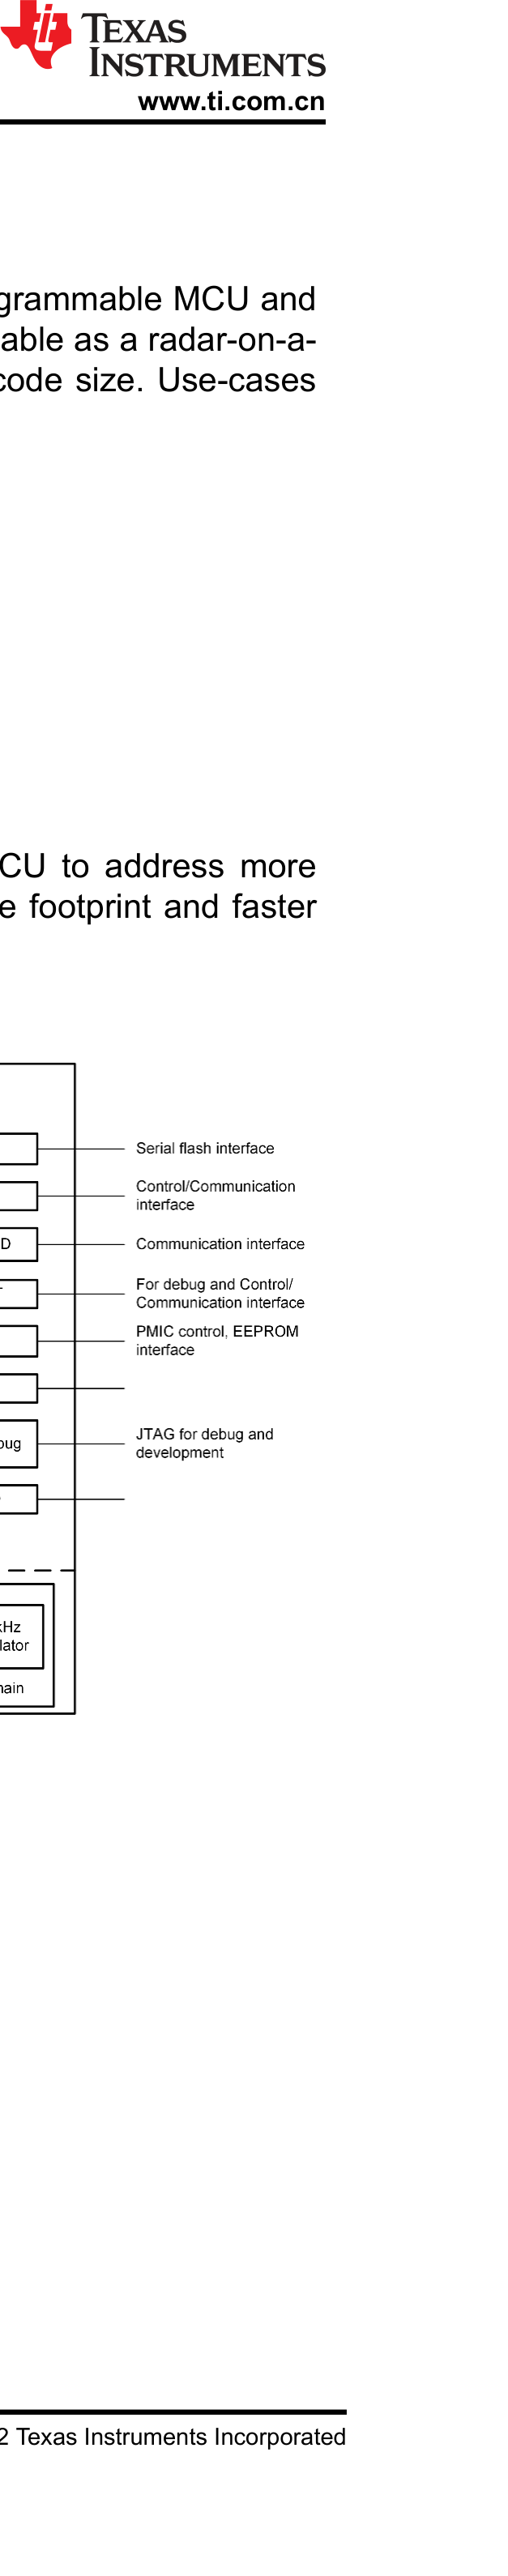 TEXAS
INSTRUMENTS
www.ti.com.cn
grammable MCU and
able as a radar-on-a-
code size. Use-cases
CU to address more
e footprint and faster
Serial flash interface
Control/Communication
interface
D
Communication interface
For debug and Control/
Communication interface
PMIC control, EEPROM
interface
bug
JTAG for debug and
development
kHz
lator
main
2 Texas Instruments Incorporated